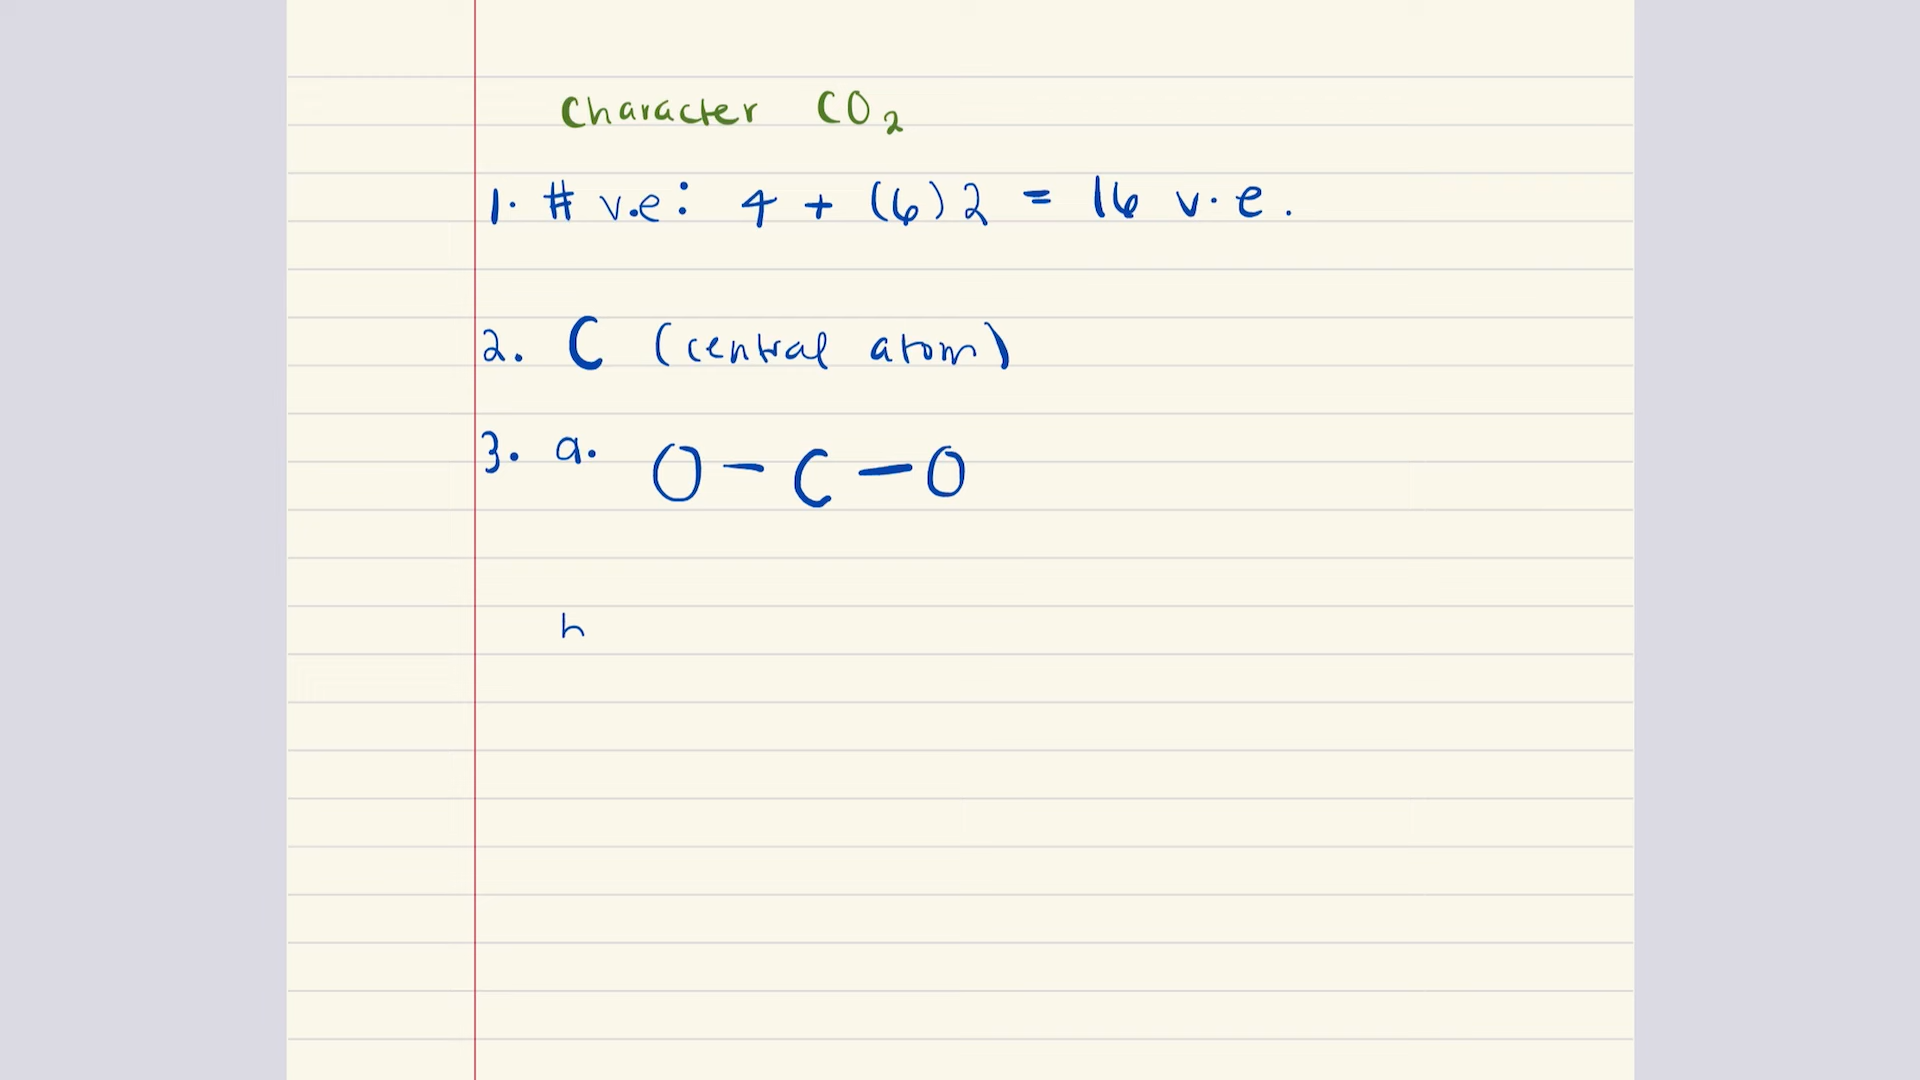 Character CO₂
1. # v.e: 4 + (6)2 = 16 v.e.
2. C (central atom)
3. a. O - C - O
h